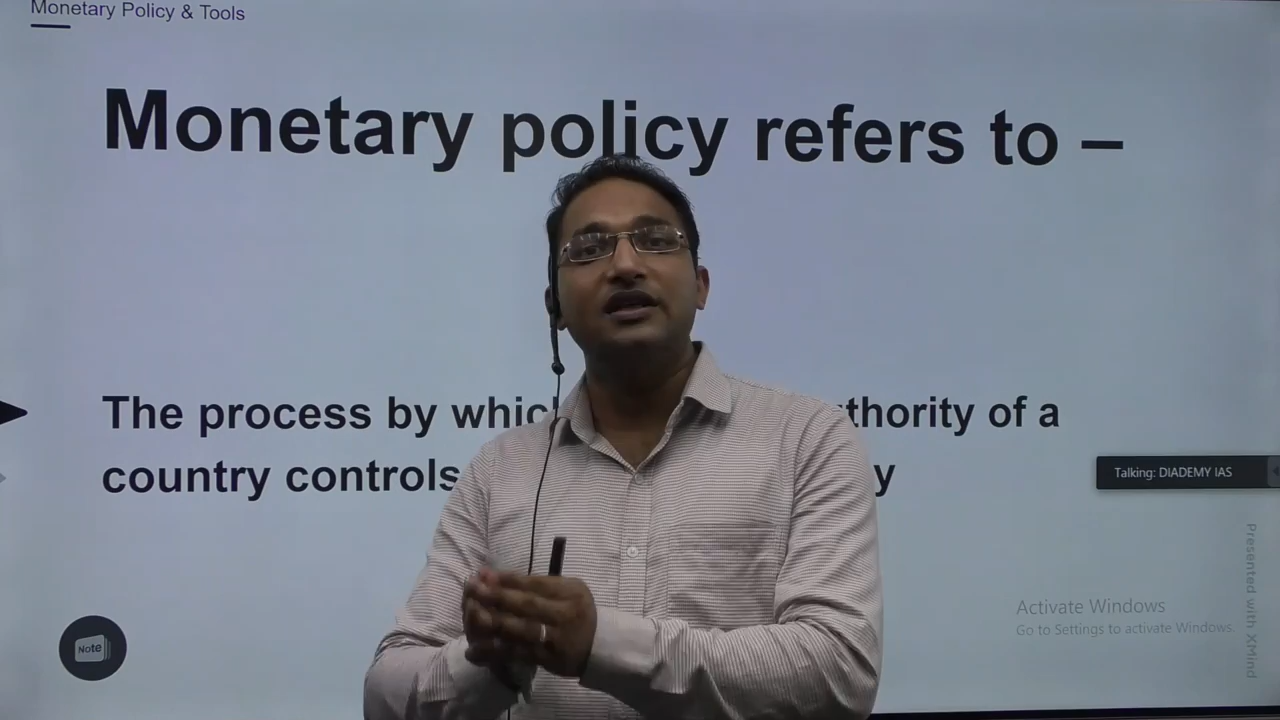 Monetary Policy & Tools
Monetary policy refers to –
The process by which thority of a
country controls y
Talking: DIADEMY IAS
Presented with XMind
Activate Windows
Go to Settings to activate Windows.
Note